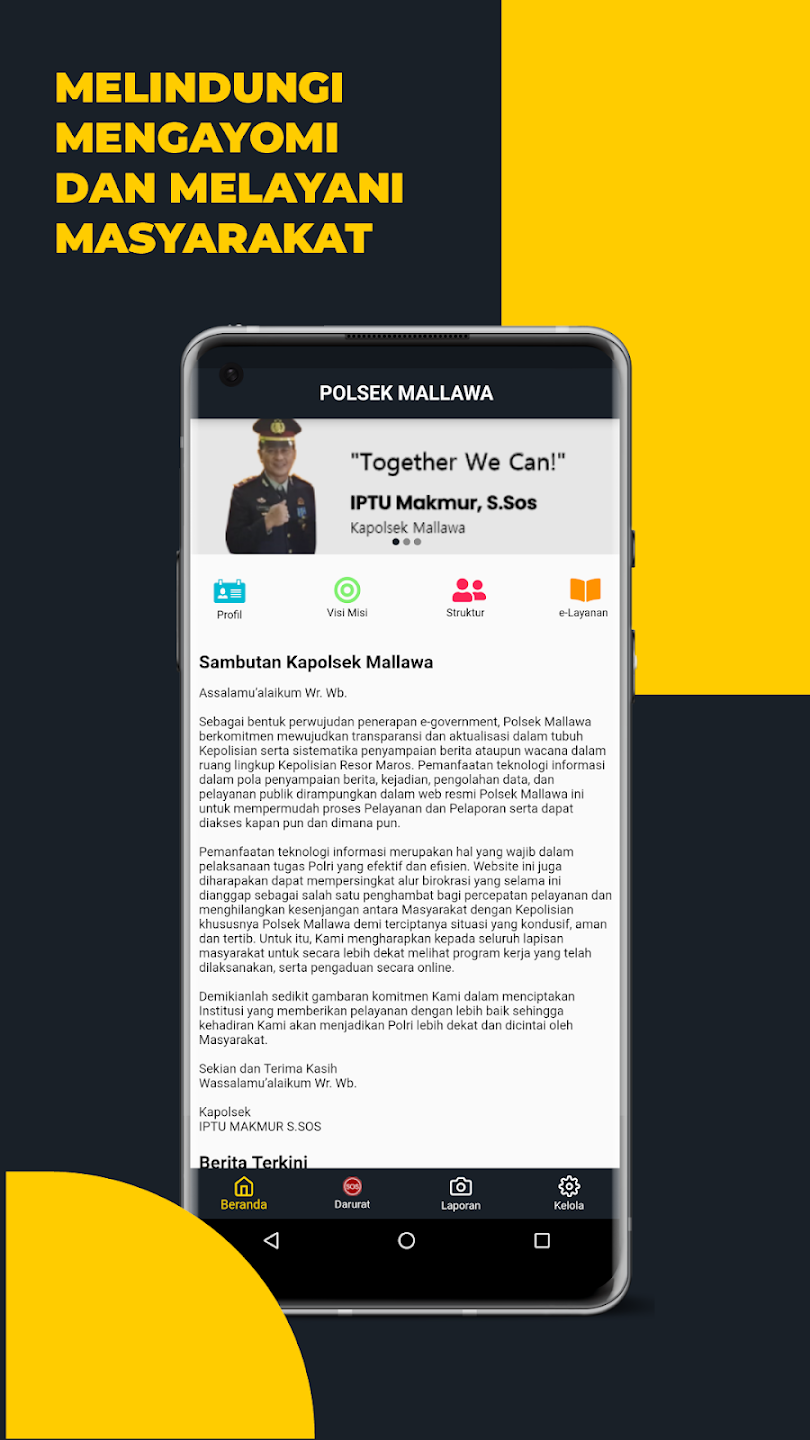 MELINDUNGI
MENGAYOMI
DAN MELAYANI
MASYARAKAT
POLSEK MALLAWA
"Together We Can!"
IPTU Makmur, S.Sos
Kapolsek Mallawa
Profil
Visi Misi
Struktur
e-Layanan
Sambutan Kapolsek Mallawa
Assalamu'alaikum Wr. Wb.
Sebagai bentuk perwujudan penerapan e-government, Polsek Mallawa
berkomitmen mewujudkan transparansi dan aktualisasi dalam tubuh
Kepolisian serta sistematika penyampaian berita ataupun wacana dalam
ruang lingkup Kepolisian Resor Maros. Pemanfaatan teknologi informasi
dalam pola penyampaian berita, kejadian, pengolahan data, dan
pelayanan publik dirampungkan dalam web resmi Polsek Mallawa ini
untuk mempermudah proses Pelayanan dan Pelaporan serta dapat
diakses kapan pun dan dimana pun.
Pemanfaatan teknologi informasi merupakan hal yang wajib dalam
pelaksanaan tugas Polri yang efektif dan efisien. Website ini juga
diharapakan dapat mempersingkat alur birokrasi yang selama ini
dianggap sebagai salah satu penghambat bagi percepatan pelayanan dan
menghilangkan kesenjangan antara Masyarakat dengan Kepolisian
khususnya Polsek Mallawa demi terciptanya situasi yang kondusif, aman
dan tertib. Untuk itu, Kami mengharapkan kepada seluruh lapisan
masyarakat untuk secara lebih dekat melihat program kerja yang telah
dilaksanakan, serta pengaduan secara online.
Demikianlah sedikit gambaran komitmen Kami dalam menciptakan
Institusi yang memberikan pelayanan dengan lebih baik sehingga
kehadiran Kami akan menjadikan Polri lebih dekat dan dicintai oleh
Masyarakat.
Sekian dan Terima Kasih
Wassalamu'alaikum Wr. Wb.
Kapolsek
IPTU MAKMUR S.SOS
Berita Terkini
SOS
Beranda
Darurat
Laporan
Kelola